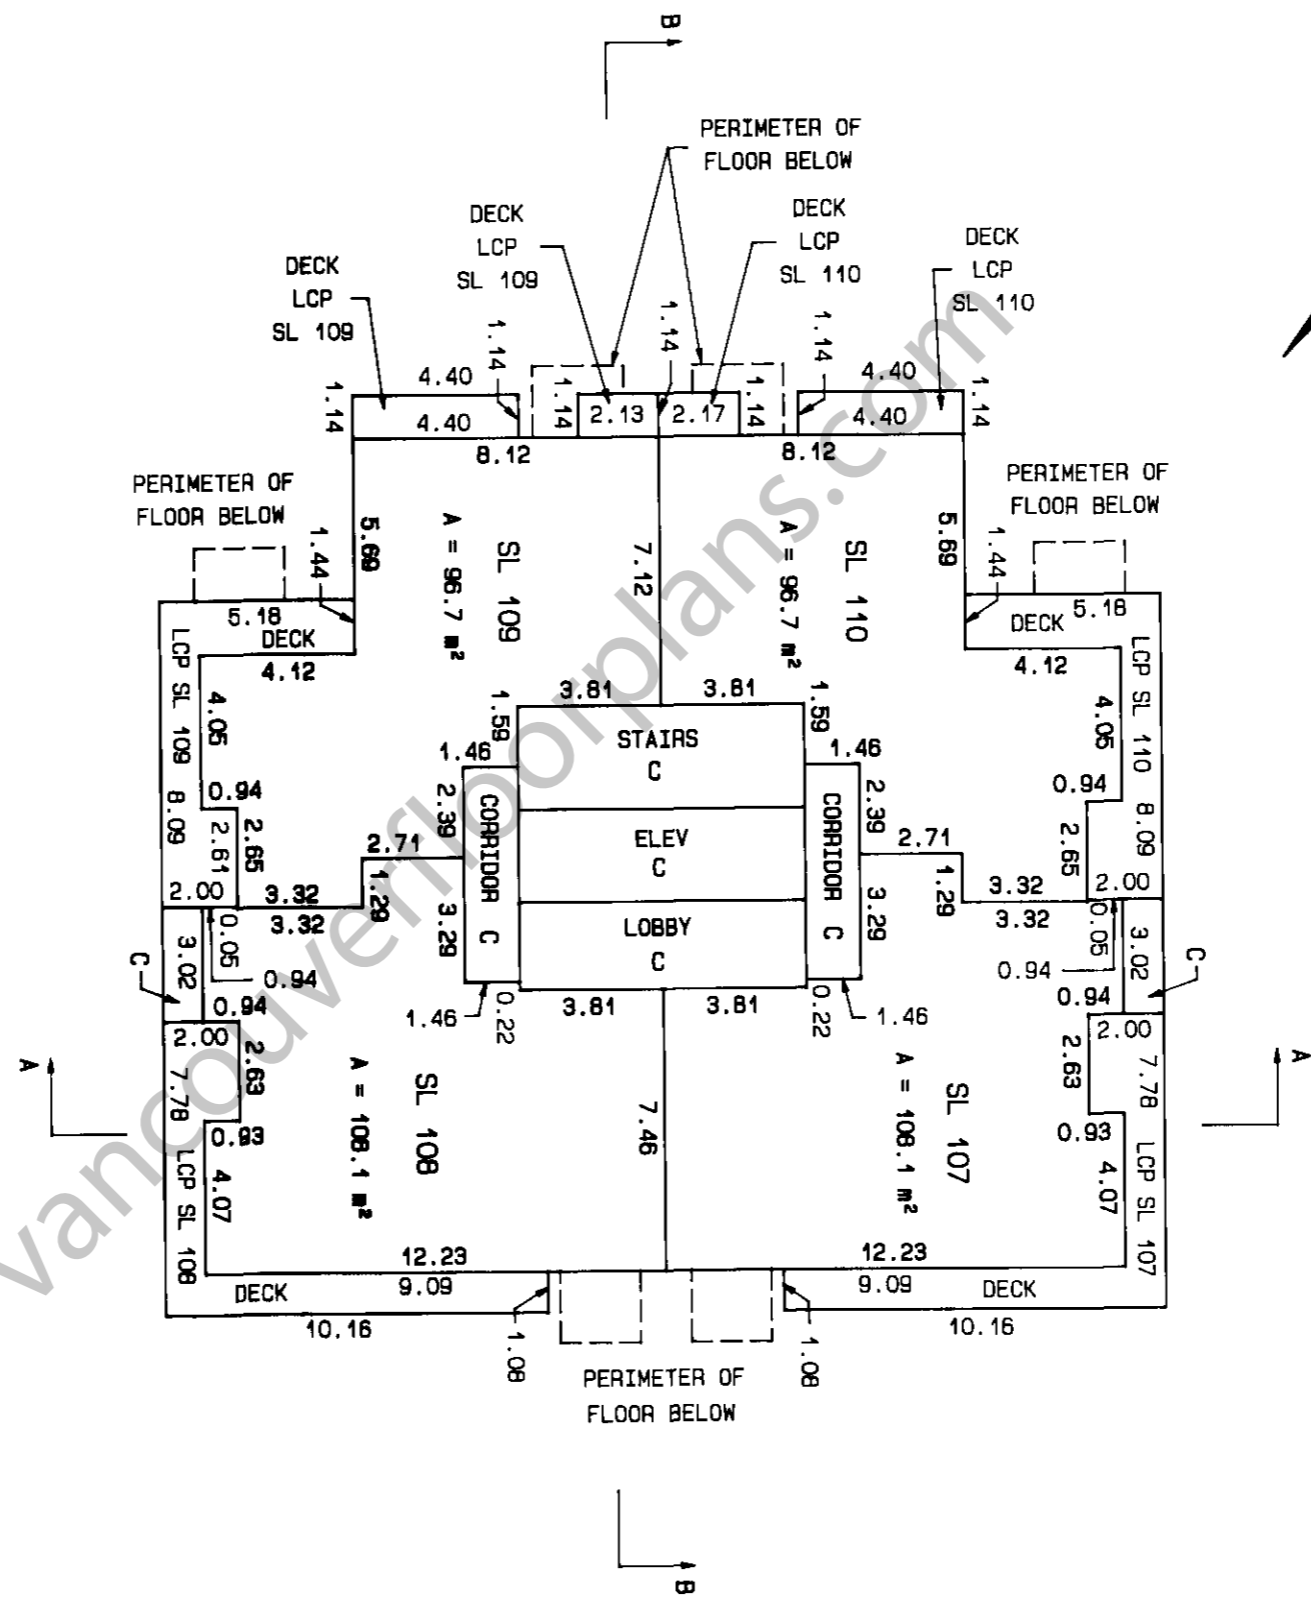 B
PERIMETER OF
FLOOR BELOW
DECK
LCP
SL 109
DECK
LCP
SL 110
DECK
LCP
SL 109
DECK
LCP
SL 110
1.14
4.40
4.40
1.14
1.14
2.13
1.14
2.17
1.14
1.14
4.40
4.40
1.14
8.12
8.12
PERIMETER OF
FLOOR BELOW
PERIMETER OF
FLOOR BELOW
1.44
5.69
A = 96.7 m²
SL 109
7.12
A = 96.7 m²
SL 110
5.69
1.44
5.18
DECK
4.12
5.18
DECK
4.12
LCP SL 109 8.09
4.05
0.94
2.61
2.65
2.00
3.32
3.32
LCP SL 110 8.09
4.05
0.94
2.65
2.00
3.32
3.81
3.81
1.59
1.59
1.46
1.46
STAIRS
C
ELEV
C
LOBBY
C
CORRIDOR C
CORRIDOR C
2.39
2.39
2.71
2.71
1.29
1.29
3.29
3.29
3.81
3.81
0.22
0.22
1.46
1.46
C
3.02
0.05
0.94
0.94
2.00
2.63
0.93
7.78 LCP SL 108
4.07
C
3.02
0.05
0.94
0.94
2.00
2.63
0.93
7.78 LCP SL 107
4.07
A
A
A = 108.1 m²
SL 108
7.46
A = 108.1 m²
SL 107
12.23
12.23
DECK
9.09
9.09
DECK
10.16
10.16
1.08
1.08
PERIMETER OF
FLOOR BELOW
B
vancouverfloorplans.com